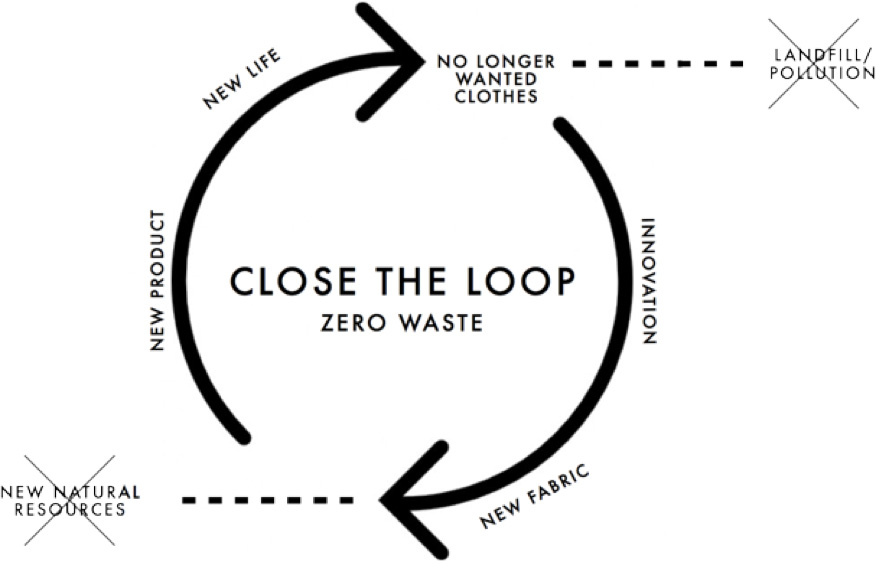 NEW LIFE
NO LONGER
WANTED
CLOTHES
LANDFILL/
POLLUTION
NEW PRODUCT
INNOVATION
CLOSE THE LOOP
ZERO WASTE
NEW NATURAL
RESOURCES
NEW FABRIC